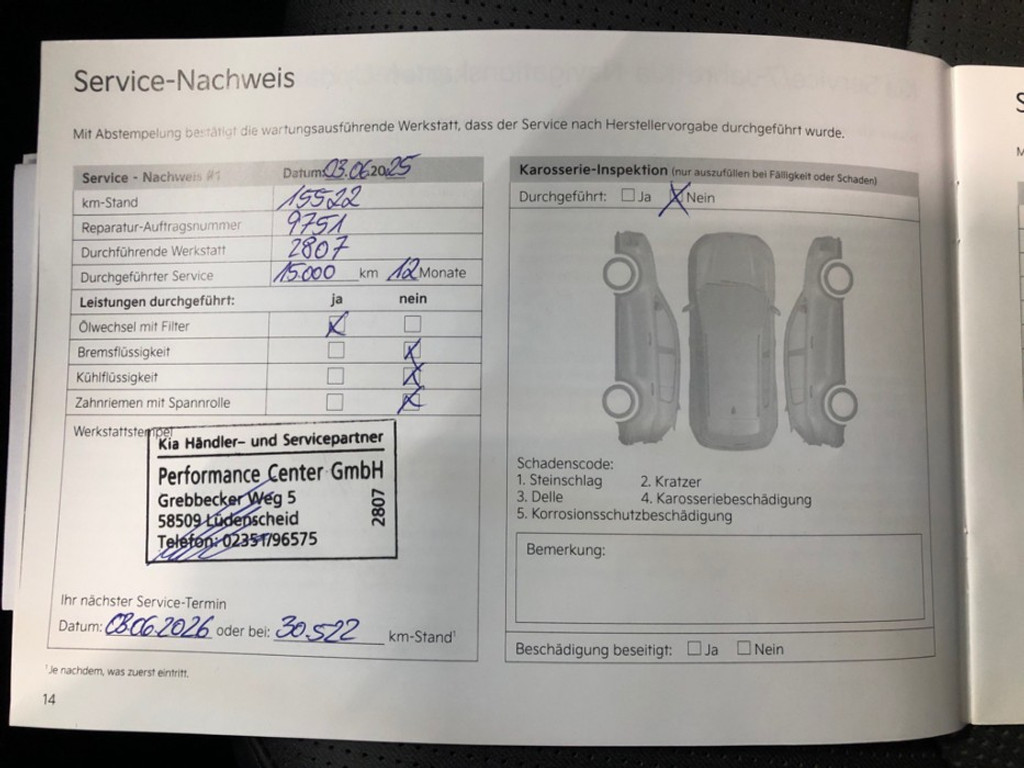 Service-Nachweis
Mit Abstempelung bestätigt die wartungsausführende Werkstatt, dass der Service nach Herstellervorgabe durchgeführt wurde.
Service - Nachweis #1 Datum: 03.06.2025
km-Stand 15522
Reparatur-Auftragsnummer 9751
Durchführende Werkstatt 2807
Durchgeführter Service 15.000 km 12 Monate
Leistungen durchgeführt: ja nein
Ölwechsel mit Filter
Bremsflüssigkeit
Kühlflüssigkeit
Zahnriemen mit Spannrolle
Werkstattstempel
Kia Händler- und Servicepartner
Performance Center GmbH
Grebbecker Weg 5
58509 Lüdenscheid
Telefon: 02351/96575
2807
Ihr nächster Service-Termin
Datum: 03.06.2026 oder bei: 30.522 km-Stand¹
¹Je nachdem, was zuerst eintritt.
14
Karosserie-Inspektion (nur auszufüllen bei Fälligkeit oder Schaden)
Durchgeführt: Ja Nein
Schadenscode:
1. Steinschlag 2. Kratzer
3. Delle 4. Karosseriebeschädigung
5. Korrosionsschutzbeschädigung
Bemerkung:
Beschädigung beseitigt: Ja Nein